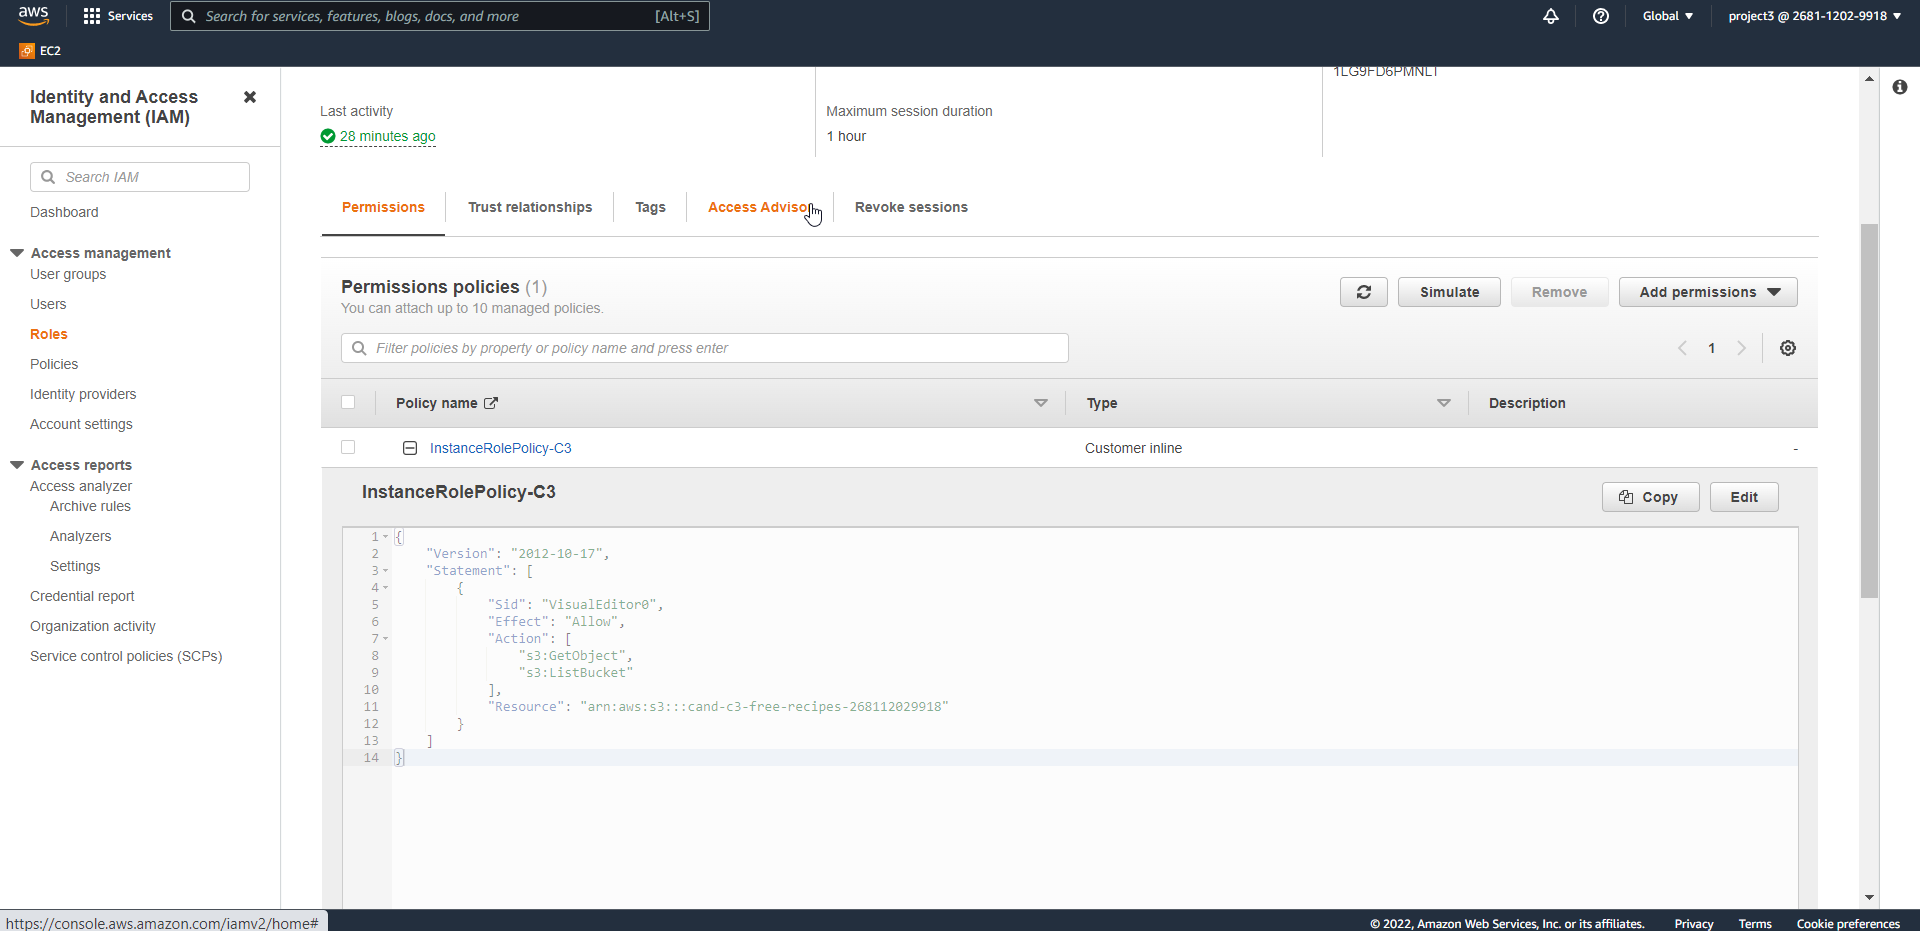 aws
Services
Search for services, features, blogs, docs, and more [Alt+S]
Global
project3 @ 2681-1202-9918
EC2
Identity and Access
Management (IAM)
Search IAM
Dashboard
Access management
User groups
Users
Roles
Policies
Identity providers
Account settings
Access reports
Access analyzer
Archive rules
Analyzers
Settings
Credential report
Organization activity
Service control policies (SCPs)
1LG9FD6PMNLT
Last activity
28 minutes ago
Maximum session duration
1 hour
Permissions
Trust relationships
Tags
Access Advisor
Revoke sessions
Permissions policies (1)
You can attach up to 10 managed policies.
Simulate
Remove
Add permissions
Filter policies by property or policy name and press enter
1
Policy name
Type
Description
InstanceRolePolicy-C3
Customer inline
-
InstanceRolePolicy-C3
Copy
Edit
1 {
2 "Version": "2012-10-17",
3 "Statement": [
4 {
5 "Sid": "VisualEditor0",
6 "Effect": "Allow",
7 "Action": [
8 "s3:GetObject",
9 "s3:ListBucket"
10 ],
11 "Resource": "arn:aws:s3:::cand-c3-free-recipes-268112029918"
12 }
13 ]
14 }
https://console.aws.amazon.com/iamv2/home#
© 2022, Amazon Web Services, Inc. or its affiliates.
Privacy
Terms
Cookie preferences